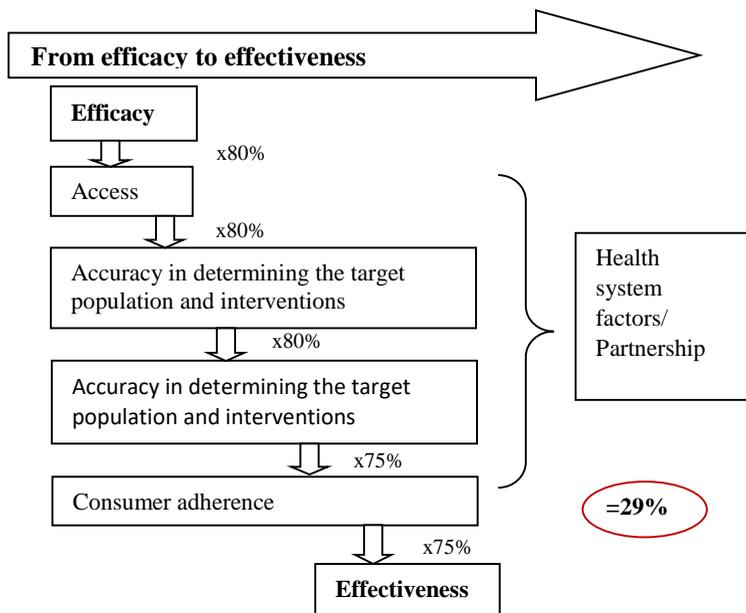 From efficacy to effectiveness
Efficacy
x80%
Access
x80%
Accuracy in determining the target
population and interventions
x80%
Accuracy in determining the target
population and interventions
x75%
Consumer adherence
x75%
Effectiveness
Health
system
factors/
Partnership
=29%